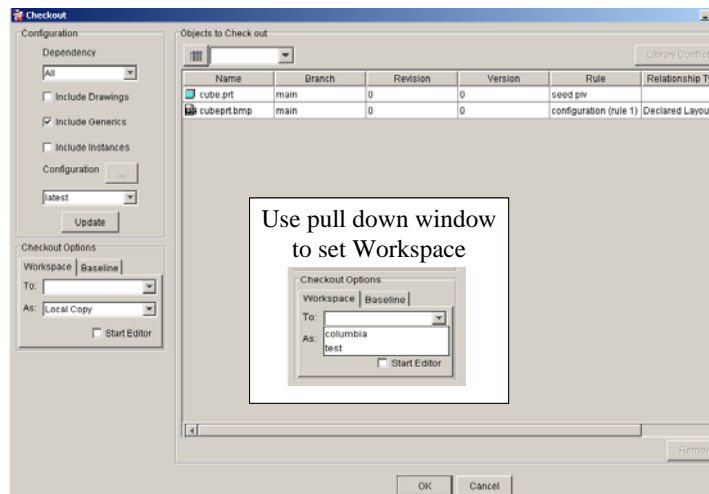 Checkout
Configuration
Dependency
All
Include Drawings
Include Generics
Include Instances
Configuration ...
latest
Update
Checkout Options
Workspace Baseline
To:
As: Local Copy
Start Editor
Objects to Check out
Library Conflict
Name Branch Revision Version Rule Relationship T
cube.prt main 0 0 seed piv
cubeprt.bmp main 0 0 configuration (rule 1) Declared Layou
Use pull down window
to set Workspace
Checkout Options
Workspace Baseline
To:
columbia
As:
test
Start Editor
Remov
OK Cancel